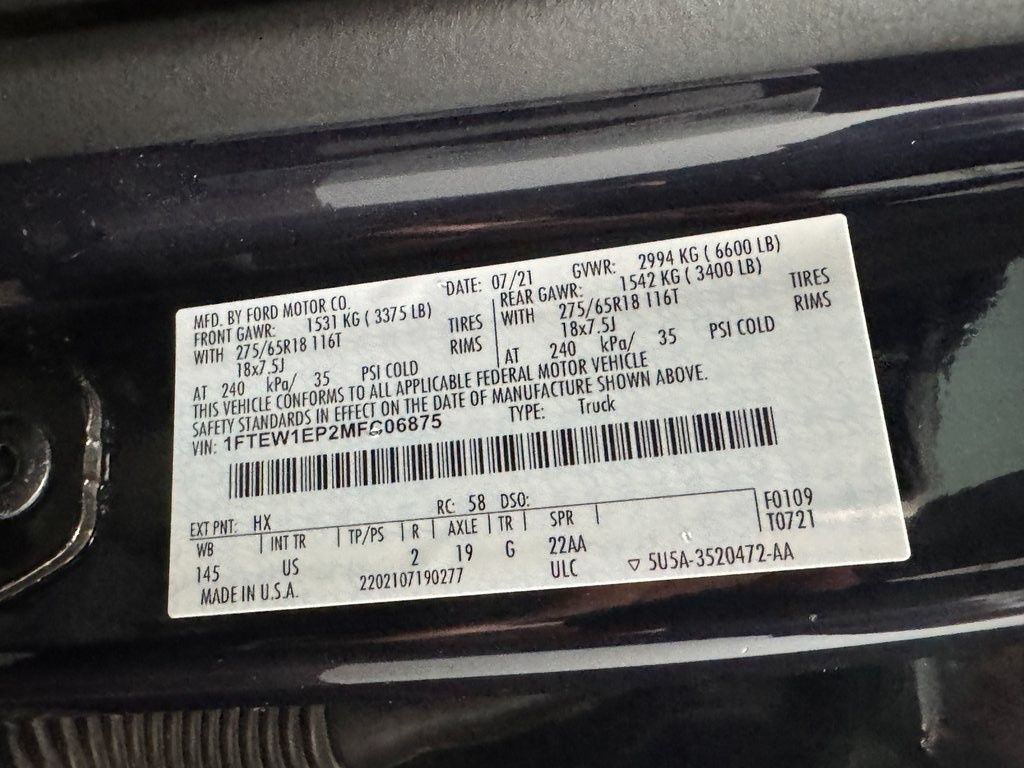 MFD. BY FORD MOTOR CO. DATE: 07/21 GVWR: 2994 KG ( 6600 LB)
FRONT GAWR: 1531 KG ( 3375 LB) REAR GAWR: 1542 KG ( 3400 LB)
WITH 275/65R18 116T TIRES WITH 275/65R18 116T TIRES
18x7.5J RIMS 18x7.5J RIMS
AT 240 kPa/ 35 PSI COLD AT 240 kPa/ 35 PSI COLD
THIS VEHICLE CONFORMS TO ALL APPLICABLE FEDERAL MOTOR VEHICLE
SAFETY STANDARDS IN EFFECT ON THE DATE OF MANUFACTURE SHOWN ABOVE.
VIN: 1FTEW1EP2MFC06875 TYPE: Truck
EXT PNT: HX RC: 58 DSO: F0109
WB INT TR TP/PS R AXLE TR SPR T0721
145 US 2 19 G 22AA
MADE IN U.S.A. 2202107190277 ULC ▽ 5U5A-3520472-AA